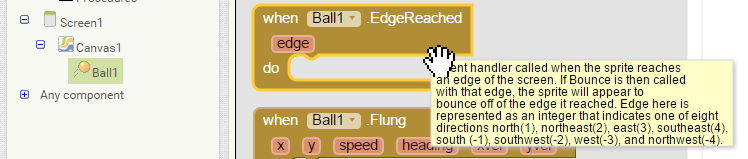 Screen1
Canvas1
Ball1
Any component
when Ball1 .EdgeReached
edge
do
Event handler called when the sprite reaches
an edge of the screen. If Bounce is then called
with that edge, the sprite will appear to
bounce off of the edge it reached. Edge here is
represented as an integer that indicates one of eight
directions north(1), northeast(2), east(3), southeast(4),
south (-1), southwest(-2), west(-3), and northwest(-4).
when Ball1 .Flung
x y speed heading xvel yvel